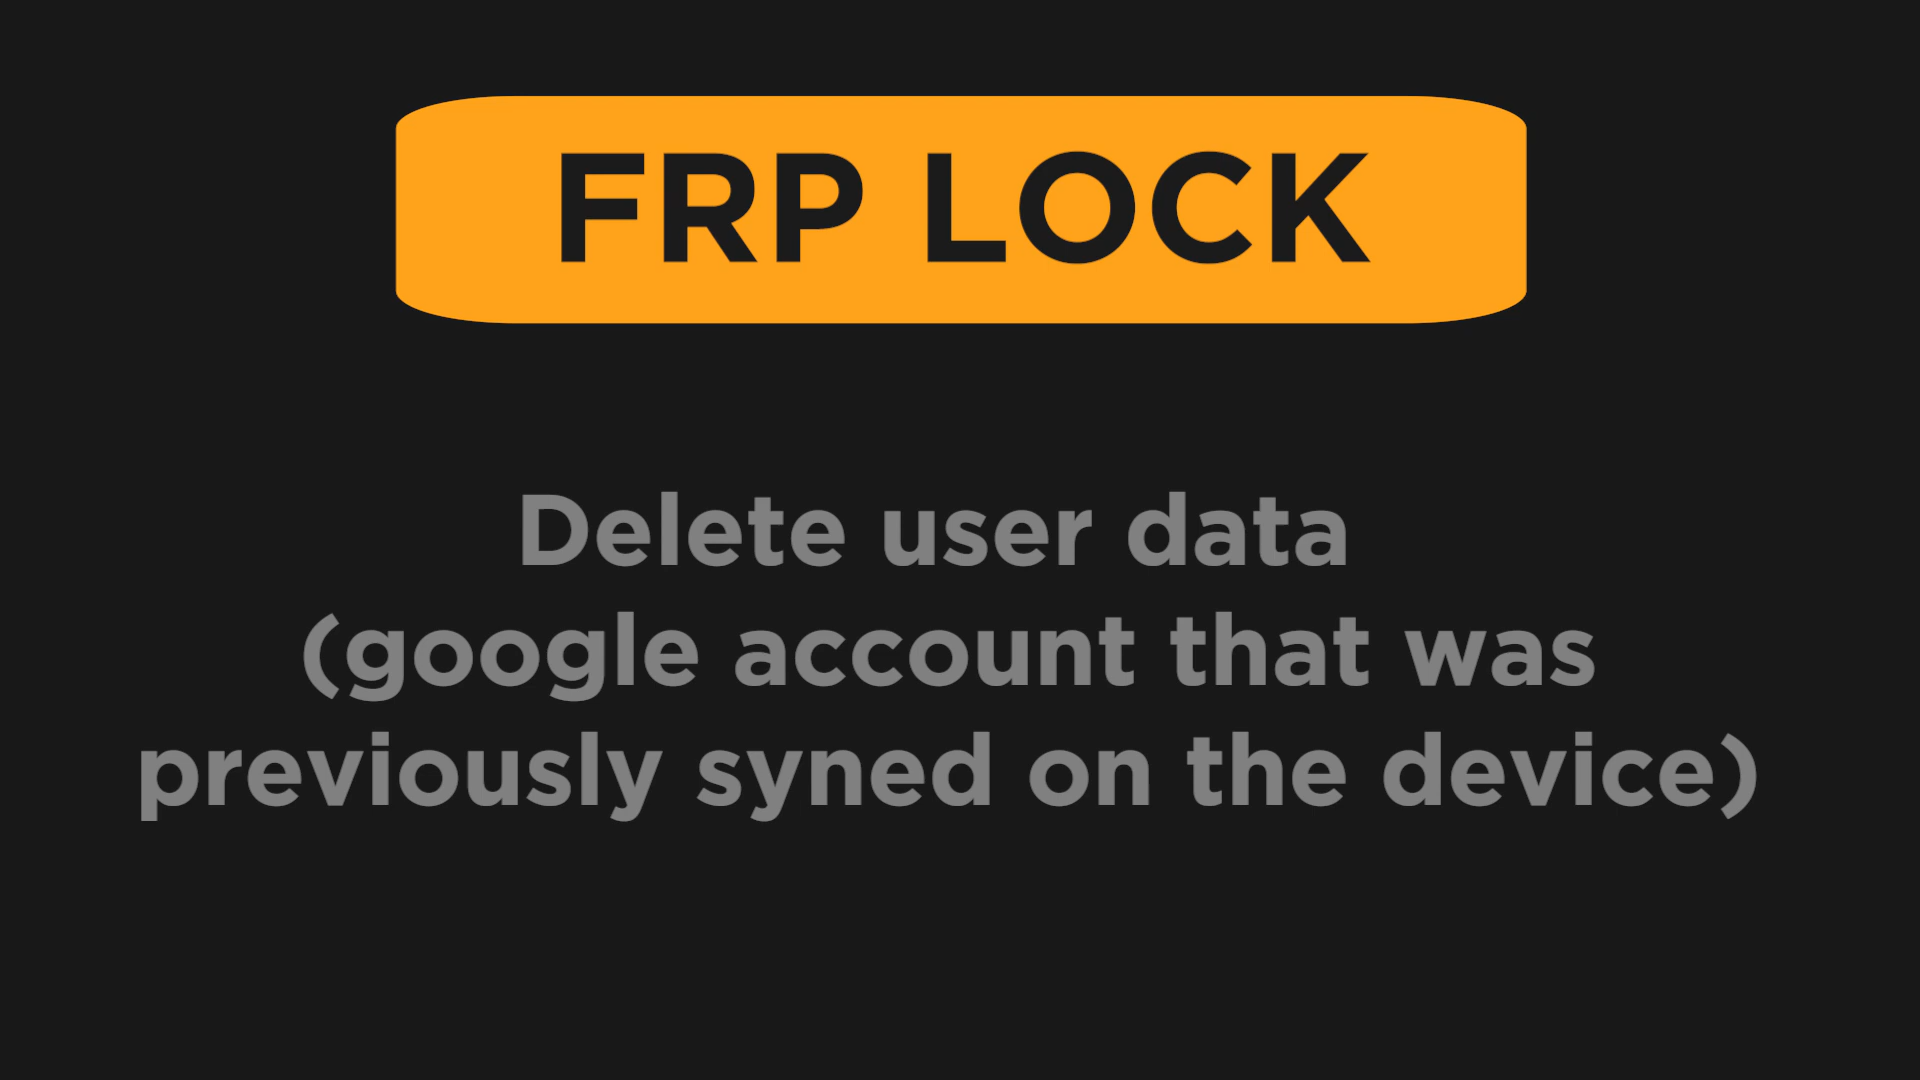 FRP LOCK
Delete user data
(google account that was
previously syned on the device)